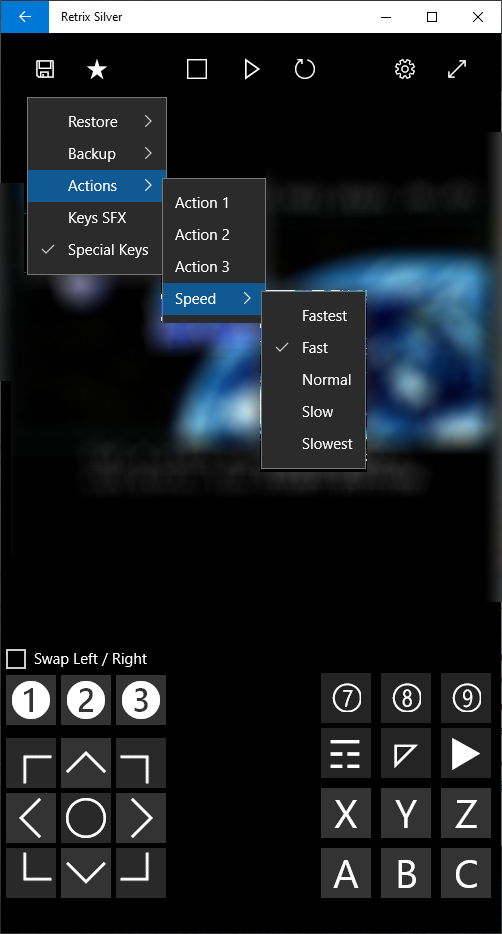 Retrix Silver
Restore
Backup
Actions
Keys SFX
Special Keys
Action 1
Action 2
Action 3
Speed
Fastest
Fast
Normal
Slow
Slowest
Swap Left / Right
1 2 3
7 8 9
X Y Z
A B C